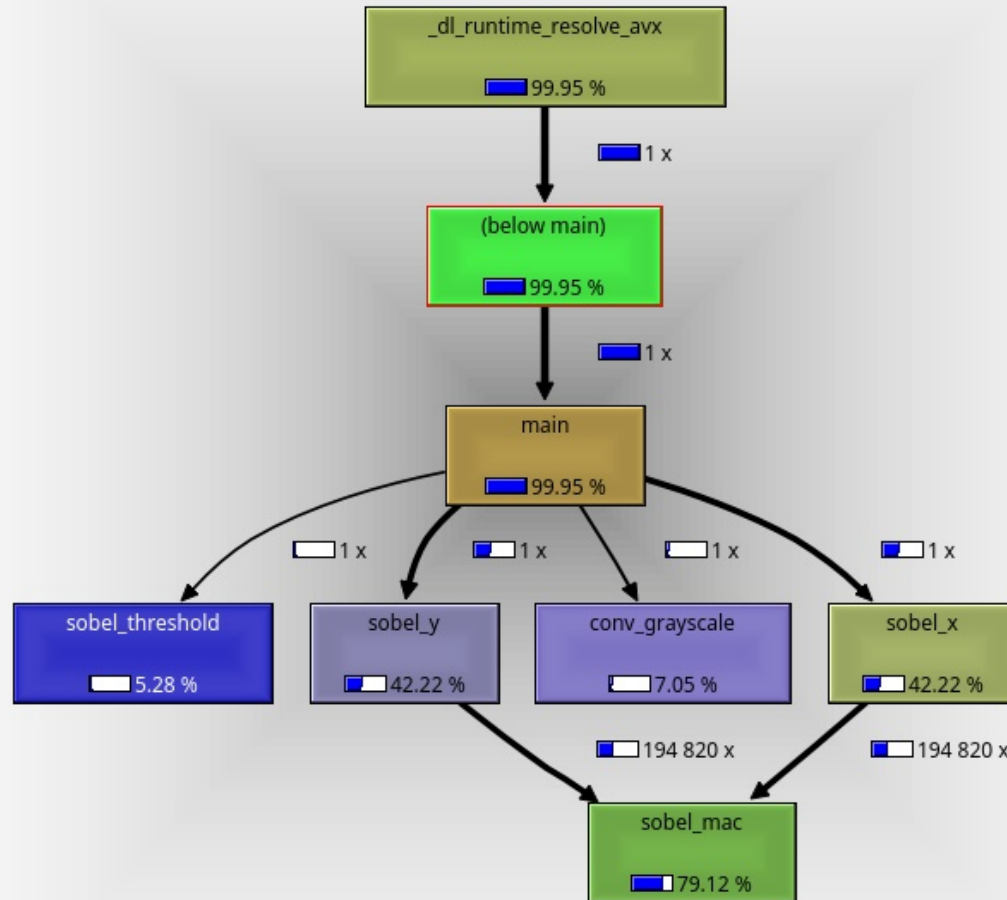 _dl_runtime_resolve_avx
99.95 %
1 x
(below main)
99.95 %
1 x
main
99.95 %
1 x
1 x
1 x
1 x
sobel_threshold
5.28 %
sobel_y
42.22 %
conv_grayscale
7.05 %
sobel_x
42.22 %
194 820 x
194 820 x
sobel_mac
79.12 %